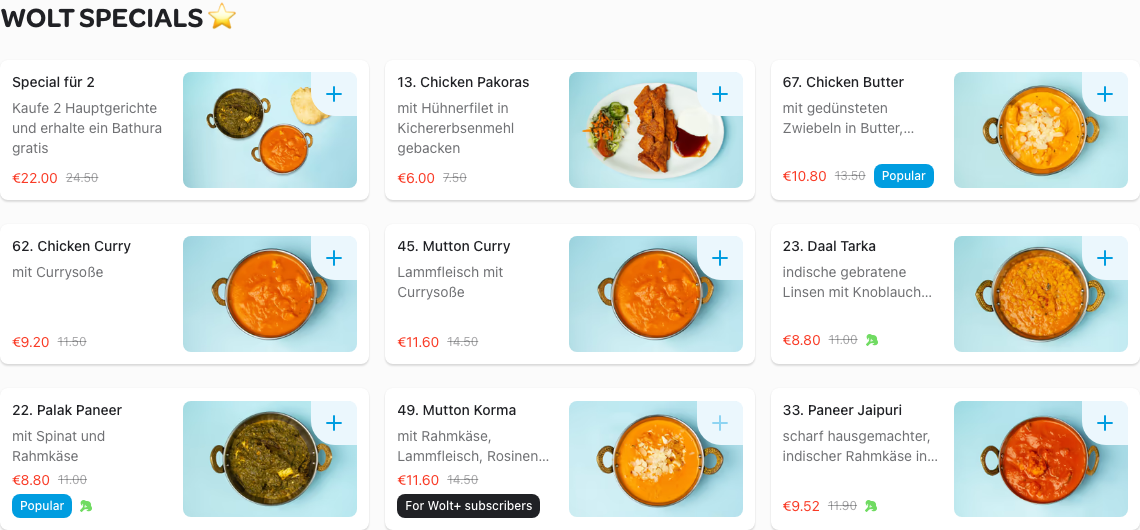 WOLT SPECIALS ⭐
Special für 2
Kaufe 2 Hauptgerichte
und erhalte ein Bathura
gratis
€22.00 24.50
13. Chicken Pakoras
mit Hühnerfilet in
Kichererbsenmehl
gebacken
€6.00 7.50
67. Chicken Butter
mit gedünsteten
Zwiebeln in Butter,...
€10.80 13.50 Popular
62. Chicken Curry
mit Currysoße
€9.20 11.50
45. Mutton Curry
Lammfleisch mit
Currysoße
€11.60 14.50
23. Daal Tarka
indische gebratene
Linsen mit Knoblauch...
€8.80 11.00
22. Palak Paneer
mit Spinat und
Rahmkäse
€8.80 11.00
Popular
49. Mutton Korma
mit Rahmkäse,
Lammfleisch, Rosinen...
€11.60 14.50
For Wolt+ subscribers
33. Paneer Jaipuri
scharf hausgemachter,
indischer Rahmkäse in...
€9.52 11.90